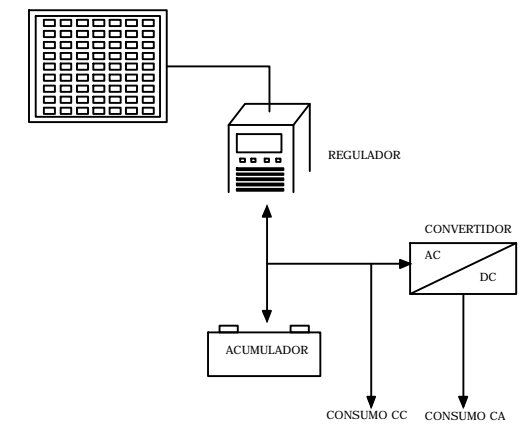 REGULADOR
CONVERTIDOR
AC
DC
ACUMULADOR
CONSUMO CC
CONSUMO CA